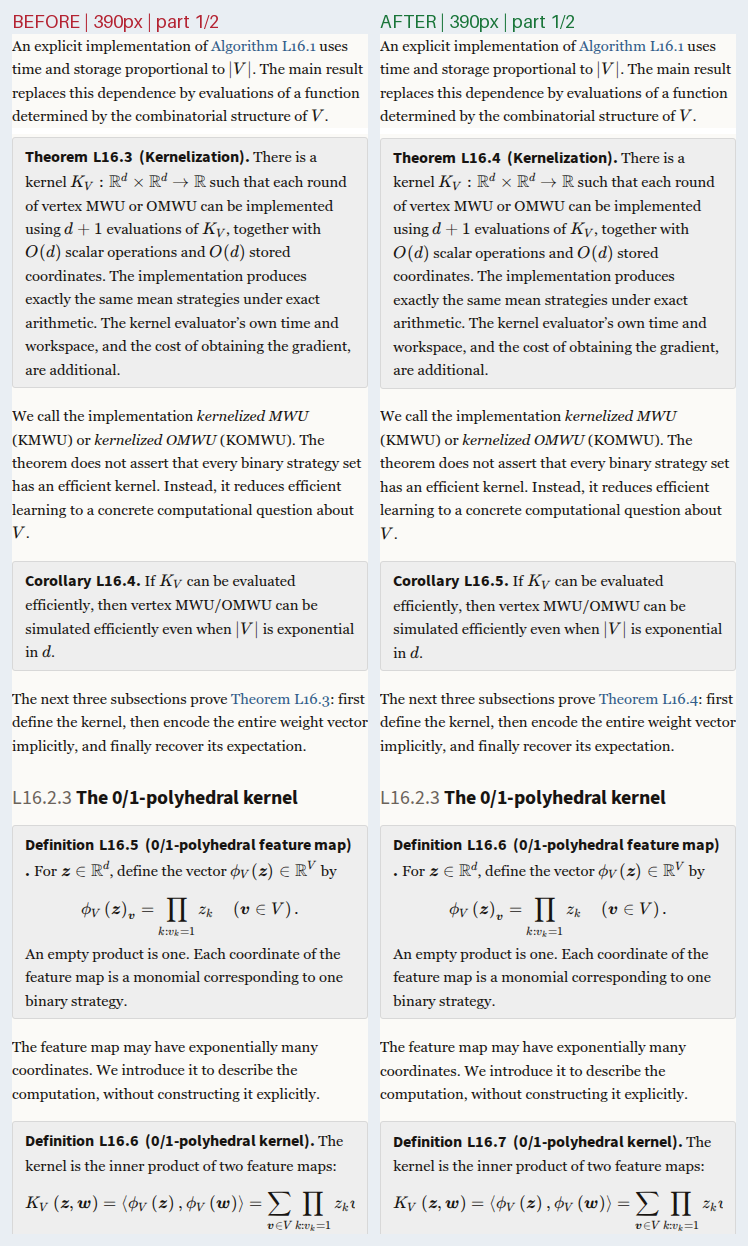 BEFORE | 390px | part 1/2
An explicit implementation of Algorithm L16.1 uses
time and storage proportional to |V|. The main result
replaces this dependence by evaluations of a function
determined by the combinatorial structure of V.
Theorem L16.3 (Kernelization). There is a
kernel K_V : ℝ^d × ℝ^d → ℝ such that each round
of vertex MWU or OMWU can be implemented
using d + 1 evaluations of K_V, together with
O(d) scalar operations and O(d) stored
coordinates. The implementation produces
exactly the same mean strategies under exact
arithmetic. The kernel evaluator's own time and
workspace, and the cost of obtaining the gradient,
are additional.
We call the implementation kernelized MWU
(KMWU) or kernelized OMWU (KOMWU). The
theorem does not assert that every binary strategy set
has an efficient kernel. Instead, it reduces efficient
learning to a concrete computational question about
V.
Corollary L16.4. If K_V can be evaluated
efficiently, then vertex MWU/OMWU can be
simulated efficiently even when |V| is exponential
in d.
The next three subsections prove Theorem L16.3: first
define the kernel, then encode the entire weight vector
implicitly, and finally recover its expectation.
L16.2.3 The 0/1-polyhedral kernel
Definition L16.5 (0/1-polyhedral feature map)
. For z ∈ ℝ^d, define the vector ϕ_V(z) ∈ ℝ^V by
ϕ_V(z)_v = ∏_{k:v_k=1} z_k (v ∈ V).
An empty product is one. Each coordinate of the
feature map is a monomial corresponding to one
binary strategy.
The feature map may have exponentially many
coordinates. We introduce it to describe the
computation, without constructing it explicitly.
Definition L16.6 (0/1-polyhedral kernel). The
kernel is the inner product of two feature maps:
K_V(z, w) = ⟨ϕ_V(z), ϕ_V(w)⟩ = ∑_{v∈V} ∏_{k:v_k=1} z_k
AFTER | 390px | part 1/2
An explicit implementation of Algorithm L16.1 uses
time and storage proportional to |V|. The main result
replaces this dependence by evaluations of a function
determined by the combinatorial structure of V.
Theorem L16.4 (Kernelization). There is a
kernel K_V : ℝ^d × ℝ^d → ℝ such that each round
of vertex MWU or OMWU can be implemented
using d + 1 evaluations of K_V, together with
O(d) scalar operations and O(d) stored
coordinates. The implementation produces
exactly the same mean strategies under exact
arithmetic. The kernel evaluator's own time and
workspace, and the cost of obtaining the gradient,
are additional.
We call the implementation kernelized MWU
(KMWU) or kernelized OMWU (KOMWU). The
theorem does not assert that every binary strategy set
has an efficient kernel. Instead, it reduces efficient
learning to a concrete computational question about
V.
Corollary L16.5. If K_V can be evaluated
efficiently, then vertex MWU/OMWU can be
simulated efficiently even when |V| is exponential
in d.
The next three subsections prove Theorem L16.4: first
define the kernel, then encode the entire weight vector
implicitly, and finally recover its expectation.
L16.2.3 The 0/1-polyhedral kernel
Definition L16.6 (0/1-polyhedral feature map)
. For z ∈ ℝ^d, define the vector ϕ_V(z) ∈ ℝ^V by
ϕ_V(z)_v = ∏_{k:v_k=1} z_k (v ∈ V).
An empty product is one. Each coordinate of the
feature map is a monomial corresponding to one
binary strategy.
The feature map may have exponentially many
coordinates. We introduce it to describe the
computation, without constructing it explicitly.
Definition L16.7 (0/1-polyhedral kernel). The
kernel is the inner product of two feature maps:
K_V(z, w) = ⟨ϕ_V(z), ϕ_V(w)⟩ = ∑_{v∈V} ∏_{k:v_k=1} z_k